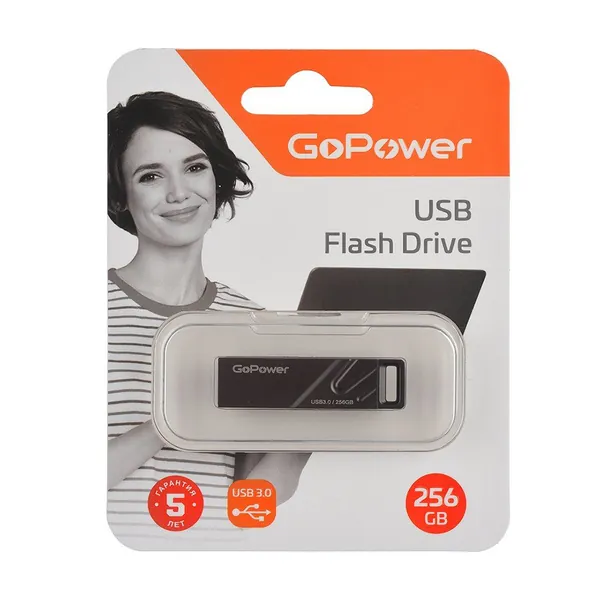 GoPower
USB
Flash Drive
GoPower
USB3.0 / 256GB
ГАРАНТИЯ
5
ЛЕТ
USB 3.0
256
GB